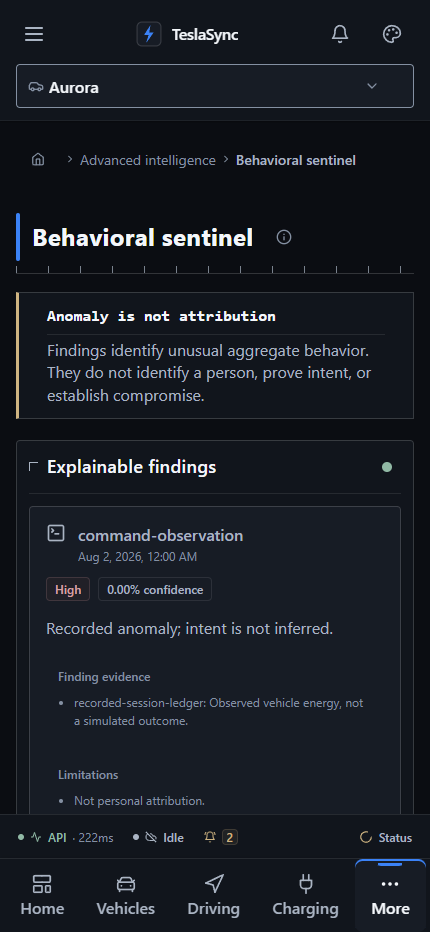 TeslaSync
Aurora
Advanced intelligence
Behavioral sentinel
Behavioral sentinel
Anomaly is not attribution
Findings identify unusual aggregate behavior.
They do not identify a person, prove intent, or
establish compromise.
Explainable findings
command-observation
Aug 2, 2026, 12:00 AM
High
0.00% confidence
Recorded anomaly; intent is not inferred.
Finding evidence
• recorded-session-ledger: Observed vehicle energy, not
a simulated outcome.
Limitations
• Not personal attribution.
API · 222ms
Idle
2
Status
Home
Vehicles
Driving
Charging
More